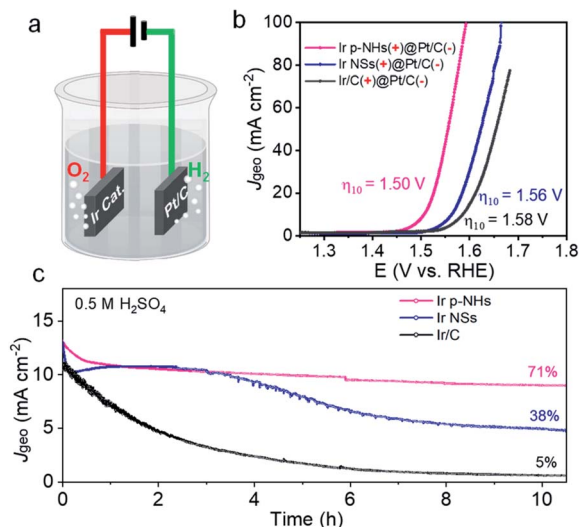 a
O2
H2
Ir Cat.
Pt/C
b
100
80
60
40
20
0
Jgeo (mA cm-2)
Ir p-NHs(+)@Pt/C(-)
Ir NSs(+)@Pt/C(-)
Ir/C(+)@Pt/C(-)
η10 = 1.50 V
η10 = 1.56 V
η10 = 1.58 V
1.3 1.4 1.5 1.6 1.7 1.8
E (V vs. RHE)
c
15
10
5
0
Jgeo (mA cm-2)
0.5 M H2SO4
Ir p-NHs
Ir NSs
Ir/C
71%
38%
5%
0 2 4 6 8 10
Time (h)